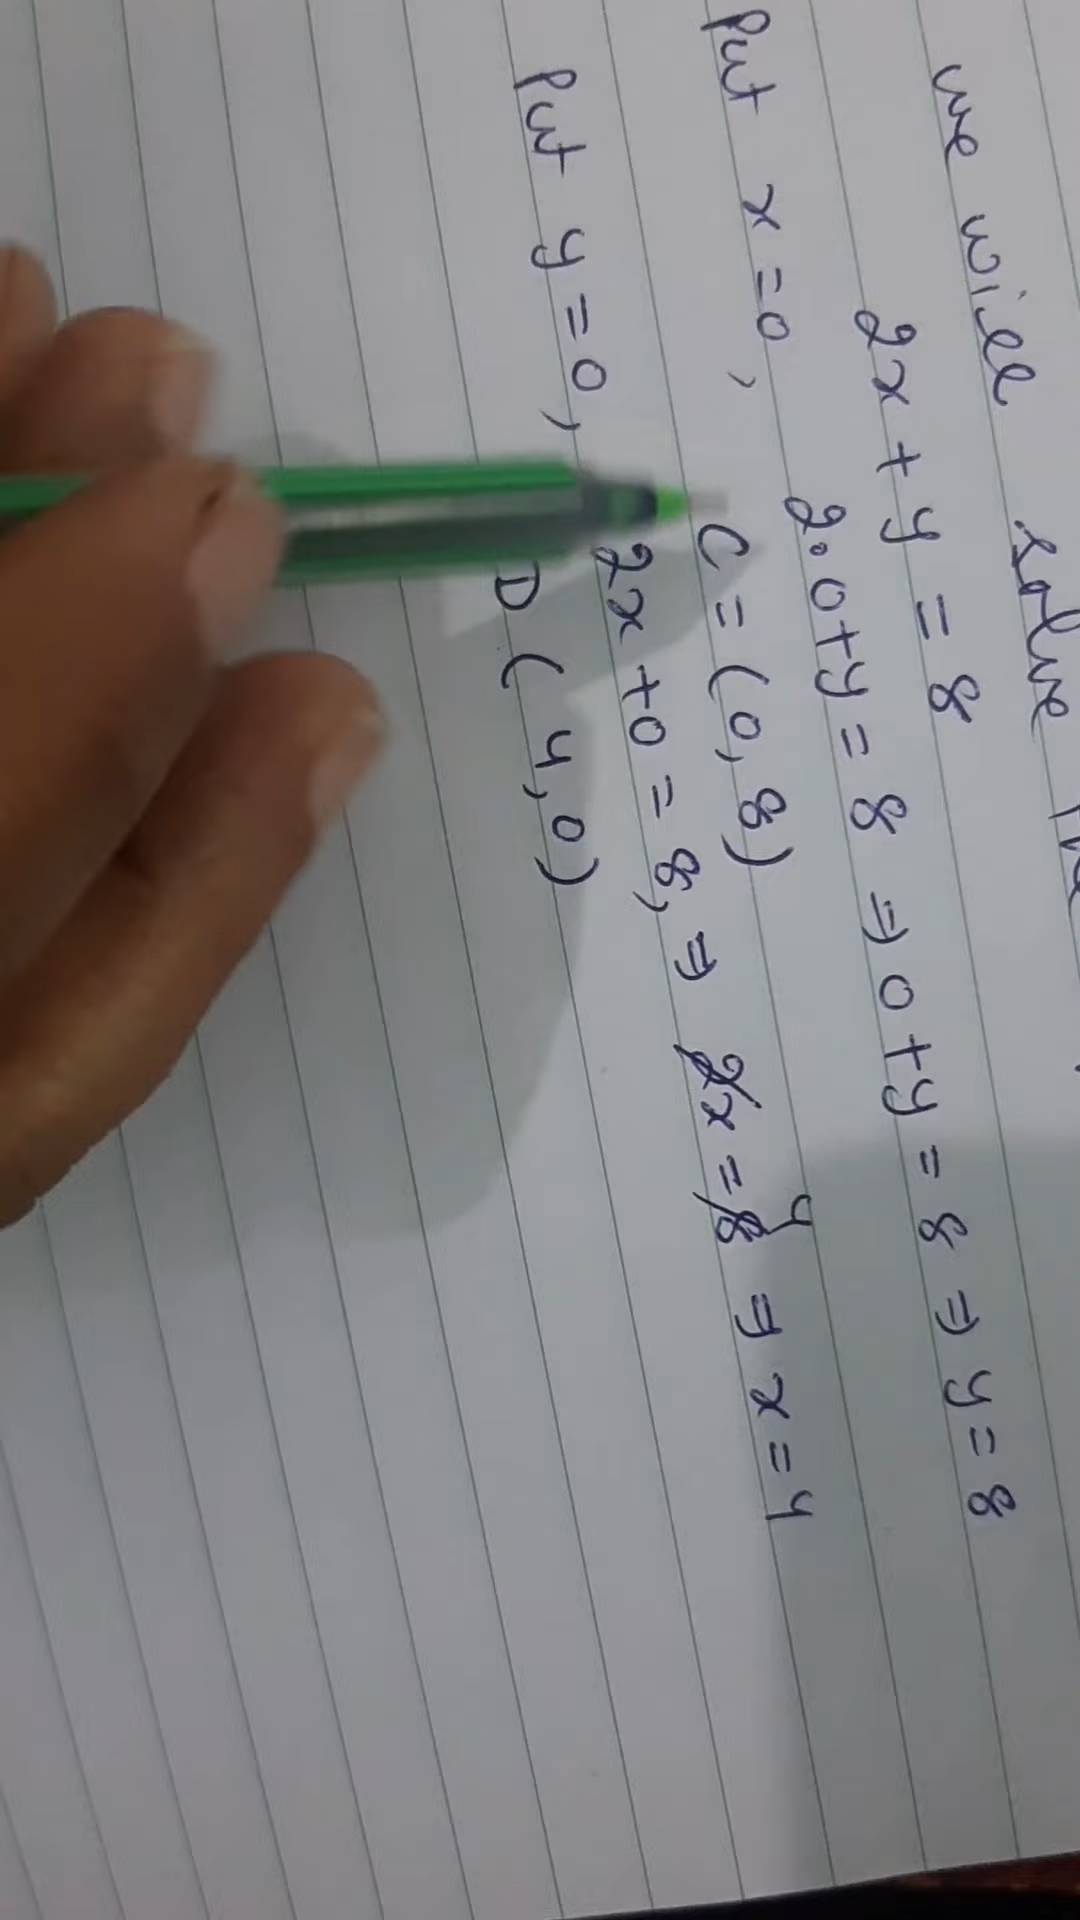 we will solve
2x + y = 8
Put x = 0, 2·0+y = 8 ⇒ 0+y = 8 ⇒ y = 8
C = (0, 8)
Put y = 0, 2x + 0 = 8, ⇒ 2x = 8 4 ⇒ x = 4
D (4, 0)